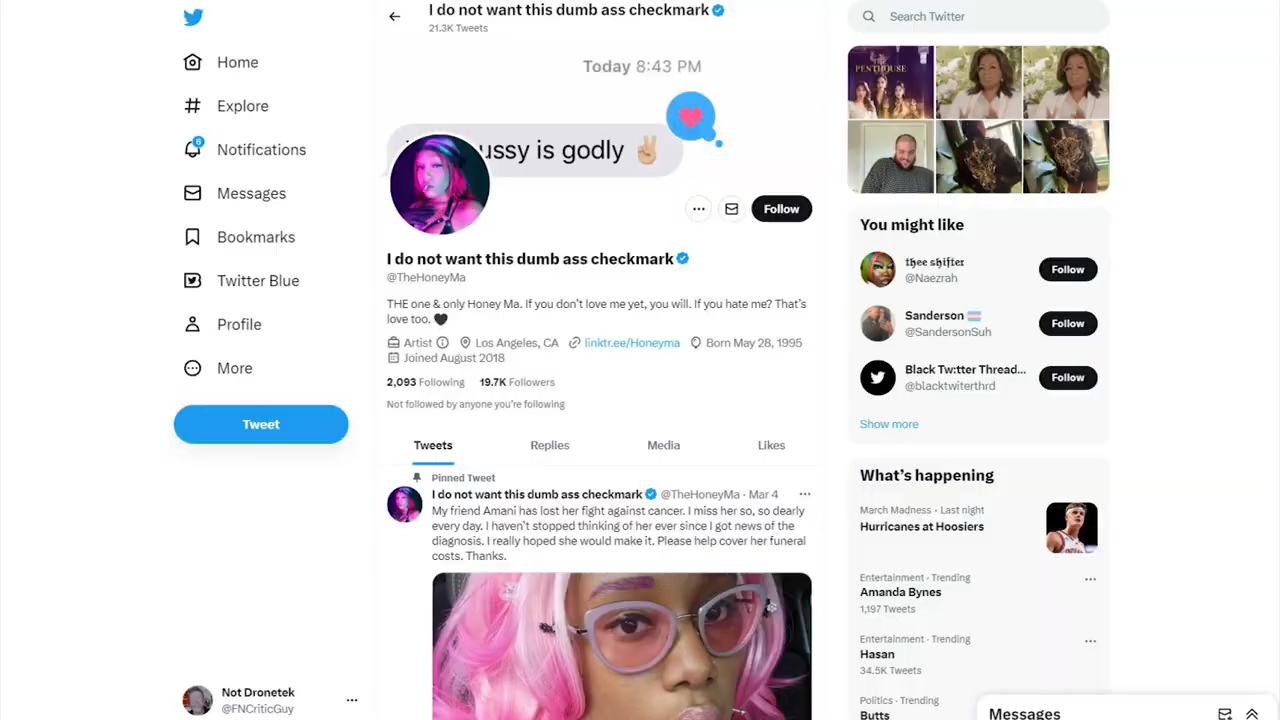 Home
Explore
6
Notifications
Messages
Bookmarks
Twitter Blue
Profile
More
Tweet
Not Dronetek
@FNCriticGuy
I do not want this dumb ass checkmark
21.3K Tweets
Today 8:43 PM
ussy is godly ✌🏼
Follow
I do not want this dumb ass checkmark
@TheHoneyMa
THE one & only Honey Ma. If you don't love me yet, you will. If you hate me? That's
love too. 🖤
Artist Los Angeles, CA linktr.ee/Honeyma Born May 28, 1995
Joined August 2018
2,093 Following 19.7K Followers
Not followed by anyone you're following
Tweets Replies Media Likes
Pinned Tweet
I do not want this dumb ass checkmark @TheHoneyMa · Mar 4
My friend Amani has lost her fight against cancer. I miss her so, so dearly
every day. I haven't stopped thinking of her ever since I got news of the
diagnosis. I really hoped she would make it. Please help cover her funeral
costs. Thanks.
Search Twitter
PENTHOUSE
You might like
𝔱𝔥𝔢𝔢 𝔰𝔥𝔦𝔣𝔱𝔢𝔯
@Naezrah
Follow
Sanderson 🏳️‍⚧️
@SandersonSuh
Follow
Black Tw:tter Thread...
@blacktwiterthrd
Follow
Show more
What's happening
March Madness · Last night
Hurricanes at Hoosiers
Entertainment · Trending
Amanda Bynes
1,197 Tweets
Entertainment · Trending
Hasan
34.5K Tweets
Politics · Trending
Butts
Messages